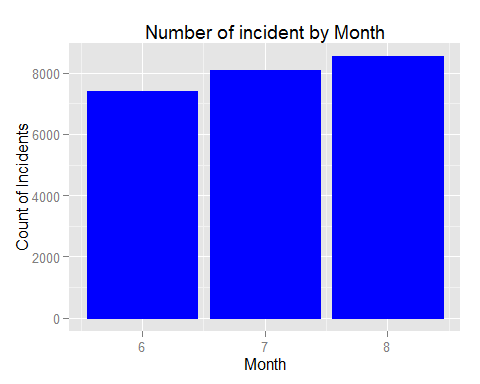 Number of incident by Month
Count of Incidents
8000
6000
4000
2000
0
6 7 8
Month